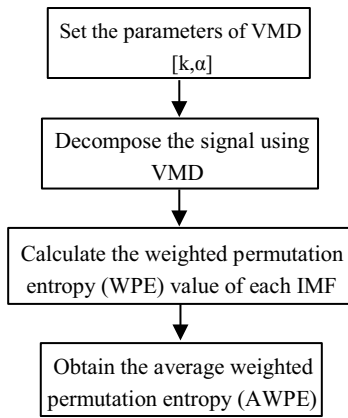 Set the parameters of VMD
[k,α]
Decompose the signal using
VMD
Calculate the weighted permutation
entropy (WPE) value of each IMF
Obtain the average weighted
permutation entropy (AWPE)